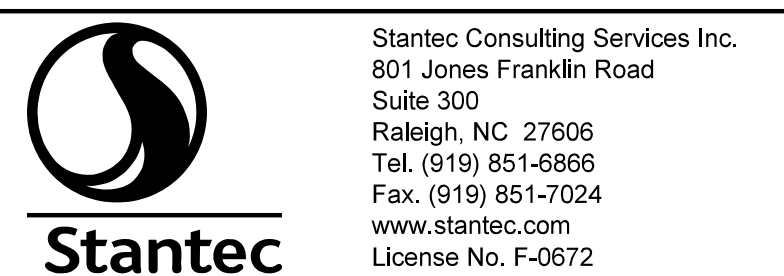 Stantec
Stantec Consulting Services Inc.
801 Jones Franklin Road
Suite 300
Raleigh, NC  27606
Tel. (919) 851-6866
Fax. (919) 851-7024
www.stantec.com
License No. F-0672